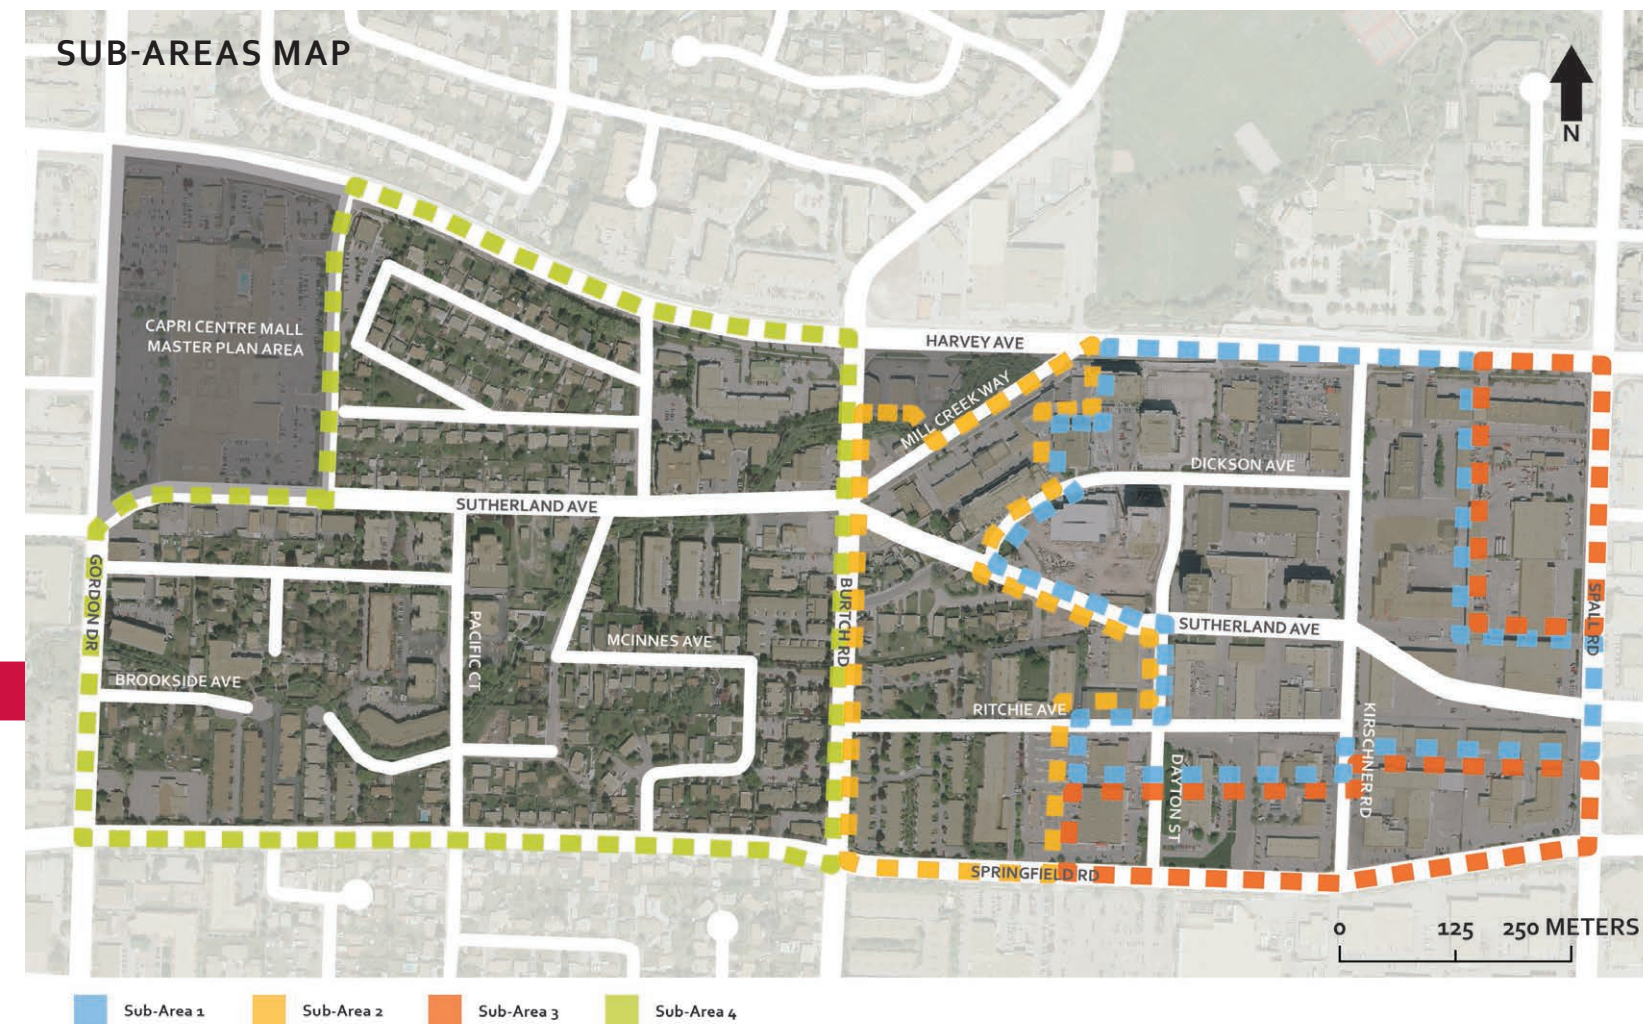 SUB-AREAS MAP
N
CAPRI CENTRE MALL
MASTER PLAN AREA
HARVEY AVE
MILL CREEK WAY
DICKSON AVE
SUTHERLAND AVE
GORDON DR
PACIFIC CT
BURTCH RD
SPALL RD
MCINNES AVE
SUTHERLAND AVE
BROOKSIDE AVE
RITCHIE AVE
KIRSCHNER RD
DAYTON ST
SPRINGFIELD RD
0 125 250 METERS
Sub-Area 1 Sub-Area 2 Sub-Area 3 Sub-Area 4